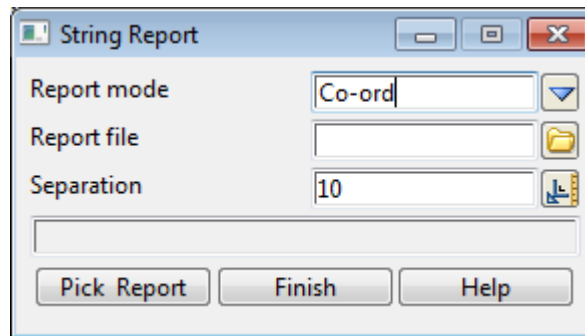 String Report
Report mode Co-ord
Report file
Separation 10
Pick Report Finish Help